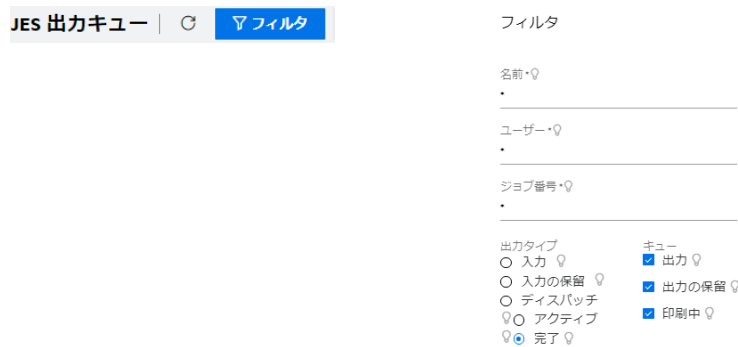 JES 出力キュー フィルタ
フィルタ
名前*
*
ユーザー*
*
ジョブ番号*
*
出力タイプ キュー
入力 出力
入力の保留 出力の保留
ディスパッチ
アクティブ 印刷中
完了